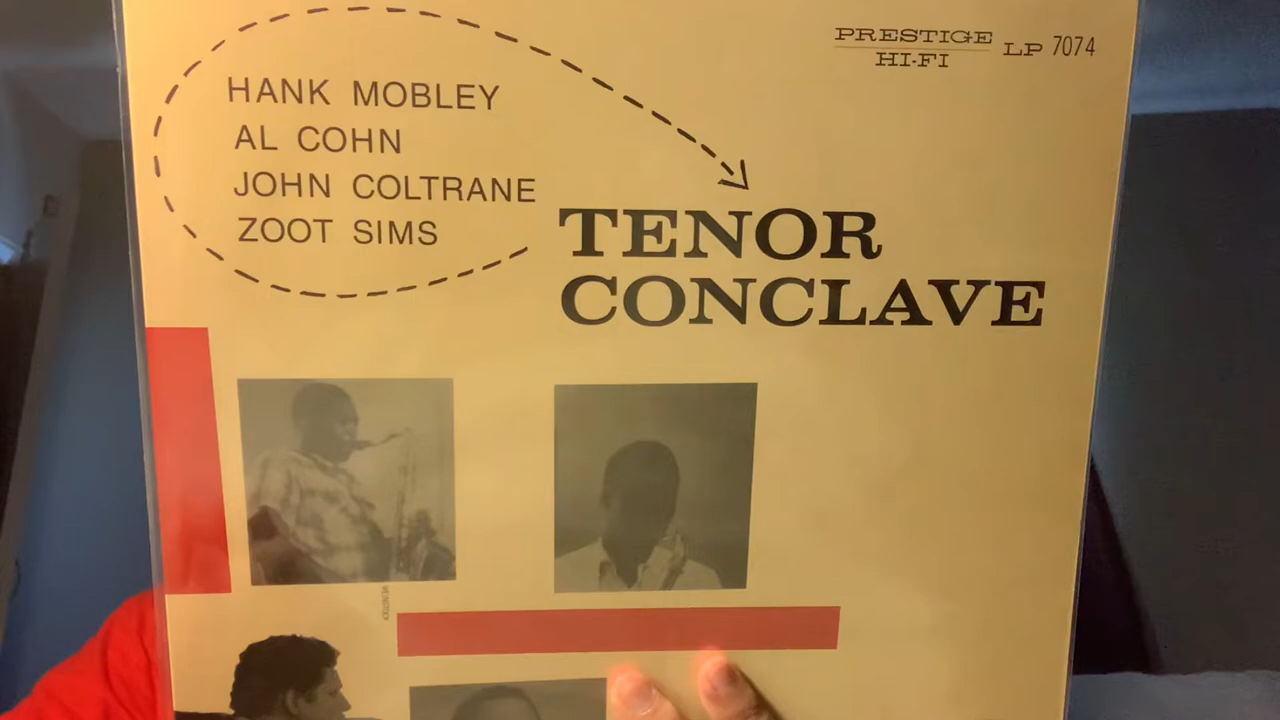 PRESTIGE
HI-FI
LP 7074
HANK MOBLEY
AL COHN
JOHN COLTRANE
ZOOT SIMS
TENOR
CONCLAVE